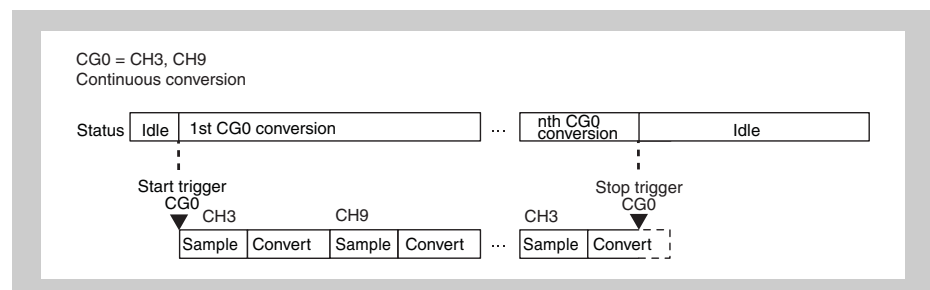 CG0 = CH3, CH9
Continuous conversion
Status Idle 1st CG0 conversion ... nth CG0 conversion Idle
Start trigger CG0
Stop trigger CG0
CH3 CH9 CH3
Sample Convert Sample Convert ... Sample Convert